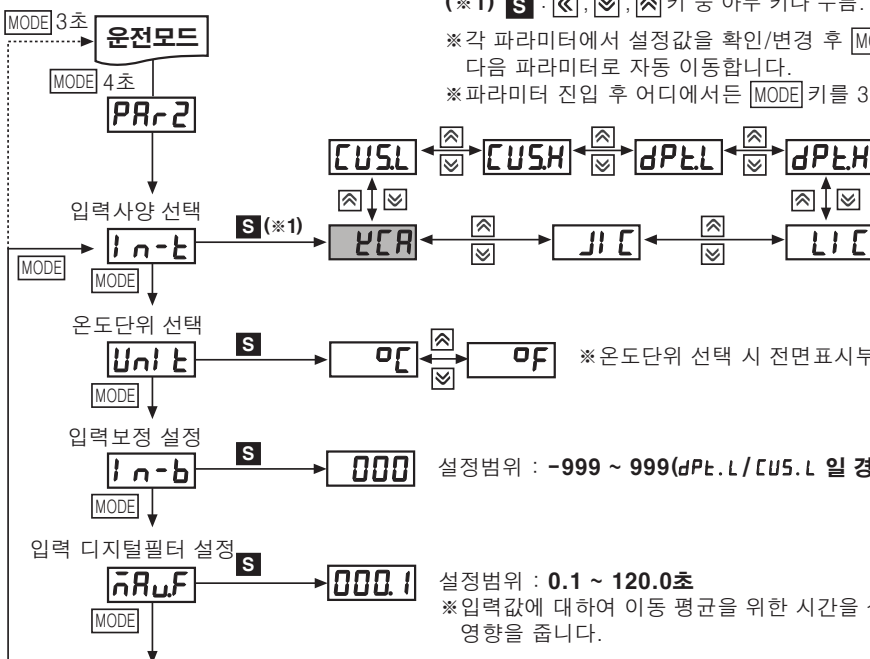 (※1) S : 키 중 아무 키나 누름.
MODE 3초
운전모드
※각 파라미터에서 설정값을 확인/변경 후
다음 파라미터로 자동 이동합니다.
MODE 4초
※파라미터 진입 후 어디에서든 MODE 키를 3
PAr2
CUS.L CUS.H dPt.L dPt.H
입력사양 선택
In-t S (※1) KCA JIC LIC
MODE
MODE
온도단위 선택
UnIt S °C °F ※온도단위 선택 시 전면표시부
MODE
입력보정 설정
In-b S 000 설정범위 : -999 ~ 999(dPt.L/CUS.L 일 경
MODE
입력 디지털필터 설정
MAv.F S 000.1 설정범위 : 0.1 ~ 120.0초
※입력값에 대하여 이동 평균을 위한 시간을
MODE
영향을 줍니다.